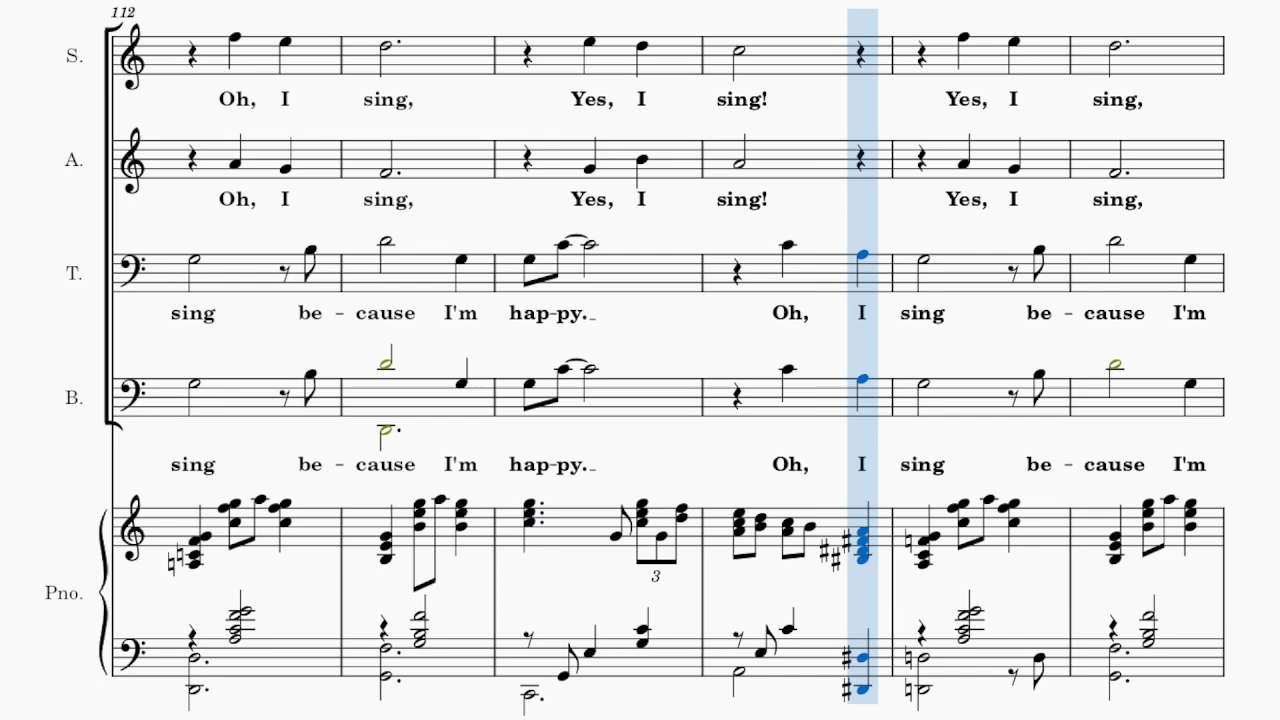 112
S.
Oh, I sing, Yes, I sing! Yes, I sing,
A.
Oh, I sing, Yes, I sing! Yes, I sing,
T.
sing be - cause I'm hap-py._ Oh, I sing be - cause I'm
B.
sing be - cause I'm hap-py._ Oh, I sing be - cause I'm
3
Pno.